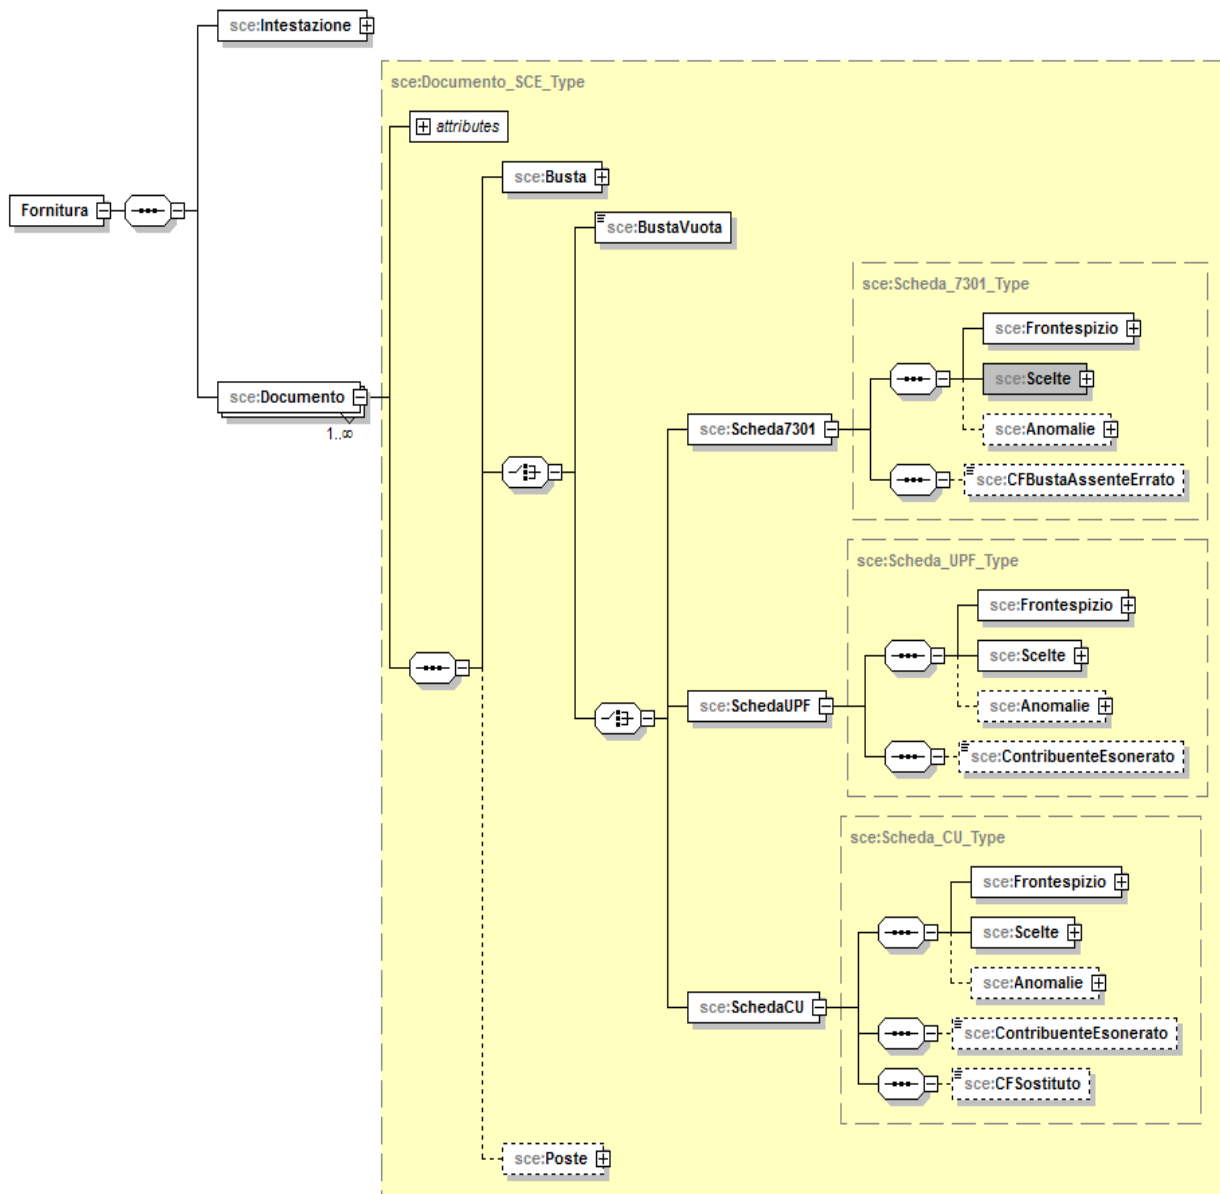 sce:Intestazione
sce:Documento_SCE_Type
attributes
sce:Busta
Fornitura
sce:BustaVuota
sce:Scheda_7301_Type
sce:Frontespizio
sce:Scelte
sce:Documento
1..∞
sce:Scheda7301
sce:Anomalie
sce:CFBustaAssenteErrato
sce:Scheda_UPF_Type
sce:Frontespizio
sce:Scelte
sce:SchedaUPF
sce:Anomalie
sce:ContribuenteEsonerato
sce:Scheda_CU_Type
sce:Frontespizio
sce:Scelte
sce:Anomalie
sce:SchedaCU
sce:ContribuenteEsonerato
sce:CFSostituto
sce:Poste